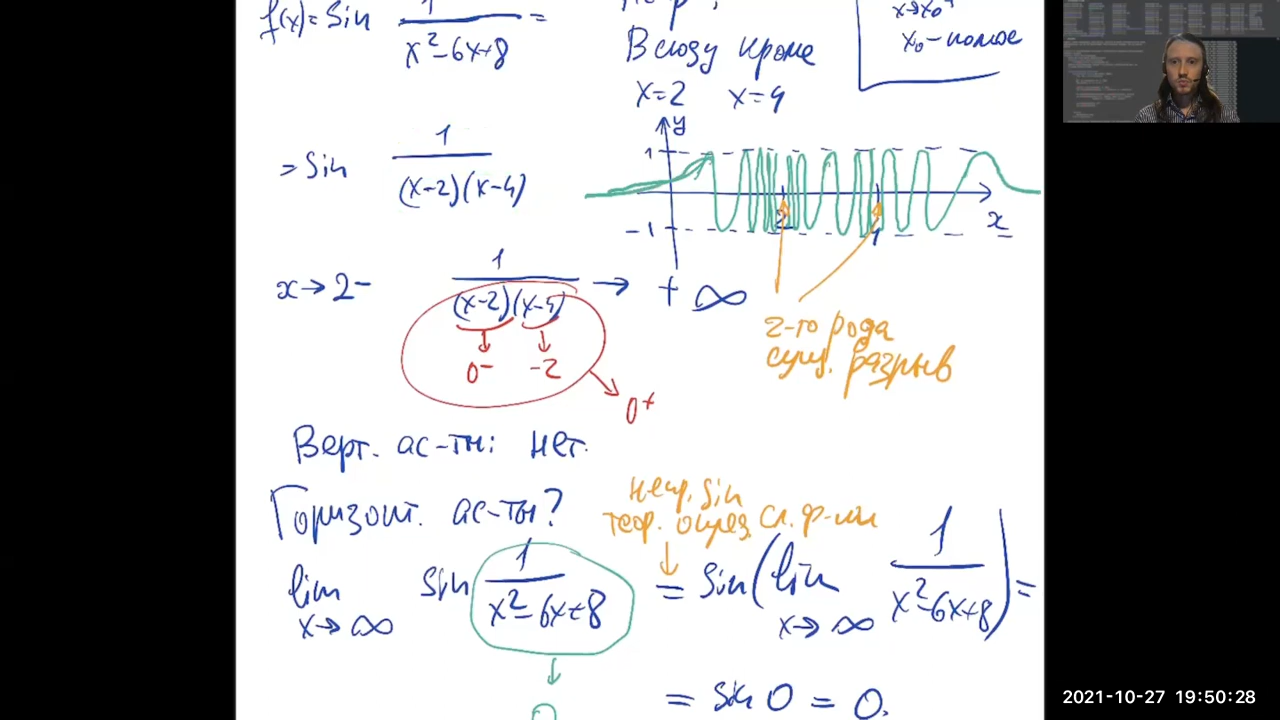 f(x) = sin 1/(x²-6x+8) =
Всюду кроме
x=2 x=4
x→x₀⁺
x₀ - полюс
= sin 1/((x-2)(x-4))
y
1
-1
2
4
x
x → 2- 1/((x-2)(x-4)) → +∞
0- -2
0+
2-го рода
сущ. разрыв
Верт. ас-ты: нет.
Горизонт. ас-ты?
непр. sin
теор. о пред. сл. ф-ии
↓
lim x→∞ sin 1/(x²-6x+8) = sin(lim x→∞ 1/(x²-6x+8)) =
↓
0
= sin 0 = 0.
2021-10-27 19:50:28